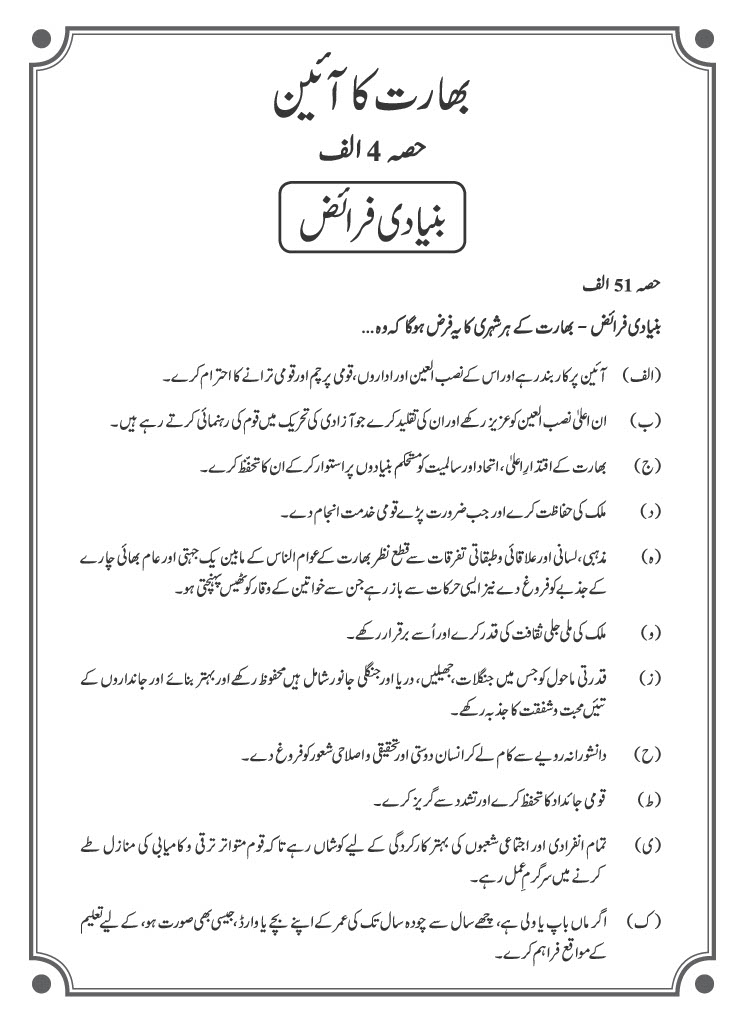 بھارت کا آئین
حصہ 4 الف
بنیادی فرائض
حصہ 51 الف
بنیادی فرائض – بھارت کے ہر شہری کا یہ فرض ہوگا کہ وہ ...
(الف) آئین پر کاربند رہے اور اس کے نصب العین اور اداروں، قومی پرچم اور قومی ترانے کا احترام کرے۔
(ب) ان اعلیٰ نصب العین کو عزیز رکھے اور ان کی تقلید کرے جو آزادی کی تحریک میں قوم کی رہنمائی کرتے رہے ہیں۔
(ج) بھارت کے اقتدارِ اعلیٰ، اتحاد اور سالمیت کو مستحکم بنیادوں پر استوار کرکے ان کا تحفّظ کرے۔
(د) ملک کی حفاظت کرے اور جب ضرورت پڑے قومی خدمت انجام دے۔
(ہ) مذہبی، لسانی اور علاقائی و طبقاتی تفرقات سے قطع نظر بھارت کے عوام الناس کے مابین یک جہتی اور عام بھائی چارے
کے جذبے کو فروغ دے نیز ایسی حرکات سے باز رہے جن سے خواتین کے وقار کو ٹھیس پہنچتی ہو۔
(و) ملک کی ملی جلی ثقافت کی قدر کرے اور اُسے برقرار رکھے۔
(ز) قدرتی ماحول کو جس میں جنگلات، جھیلیں، دریا اور جنگلی جانور شامل ہیں محفوظ رکھے اور بہتر بنائے اور جانداروں کے
تئیں محبت و شفقت کا جذبہ رکھے۔
(ح) دانشورانہ رویے سے کام لے کر انسان دوستی اور تحقیقی و اصلاحی شعور کو فروغ دے۔
(ط) قومی جائداد کا تحفظ کرے اور تشدد سے گریز کرے۔
(ی) تمام انفرادی اور اجتماعی شعبوں کی بہتر کارکردگی کے لیے کوشاں رہے تاکہ قوم متواتر ترقی و کامیابی کی منازل طے
کرنے میں سرگرمِ عمل رہے۔
(ک) اگر ماں باپ یا ولی ہے، چھے سال سے چودہ سال تک کی عمر کے اپنے بچے یا وارڈ، جیسی بھی صورت ہو، کے لیے تعلیم
کے مواقع فراہم کرے۔